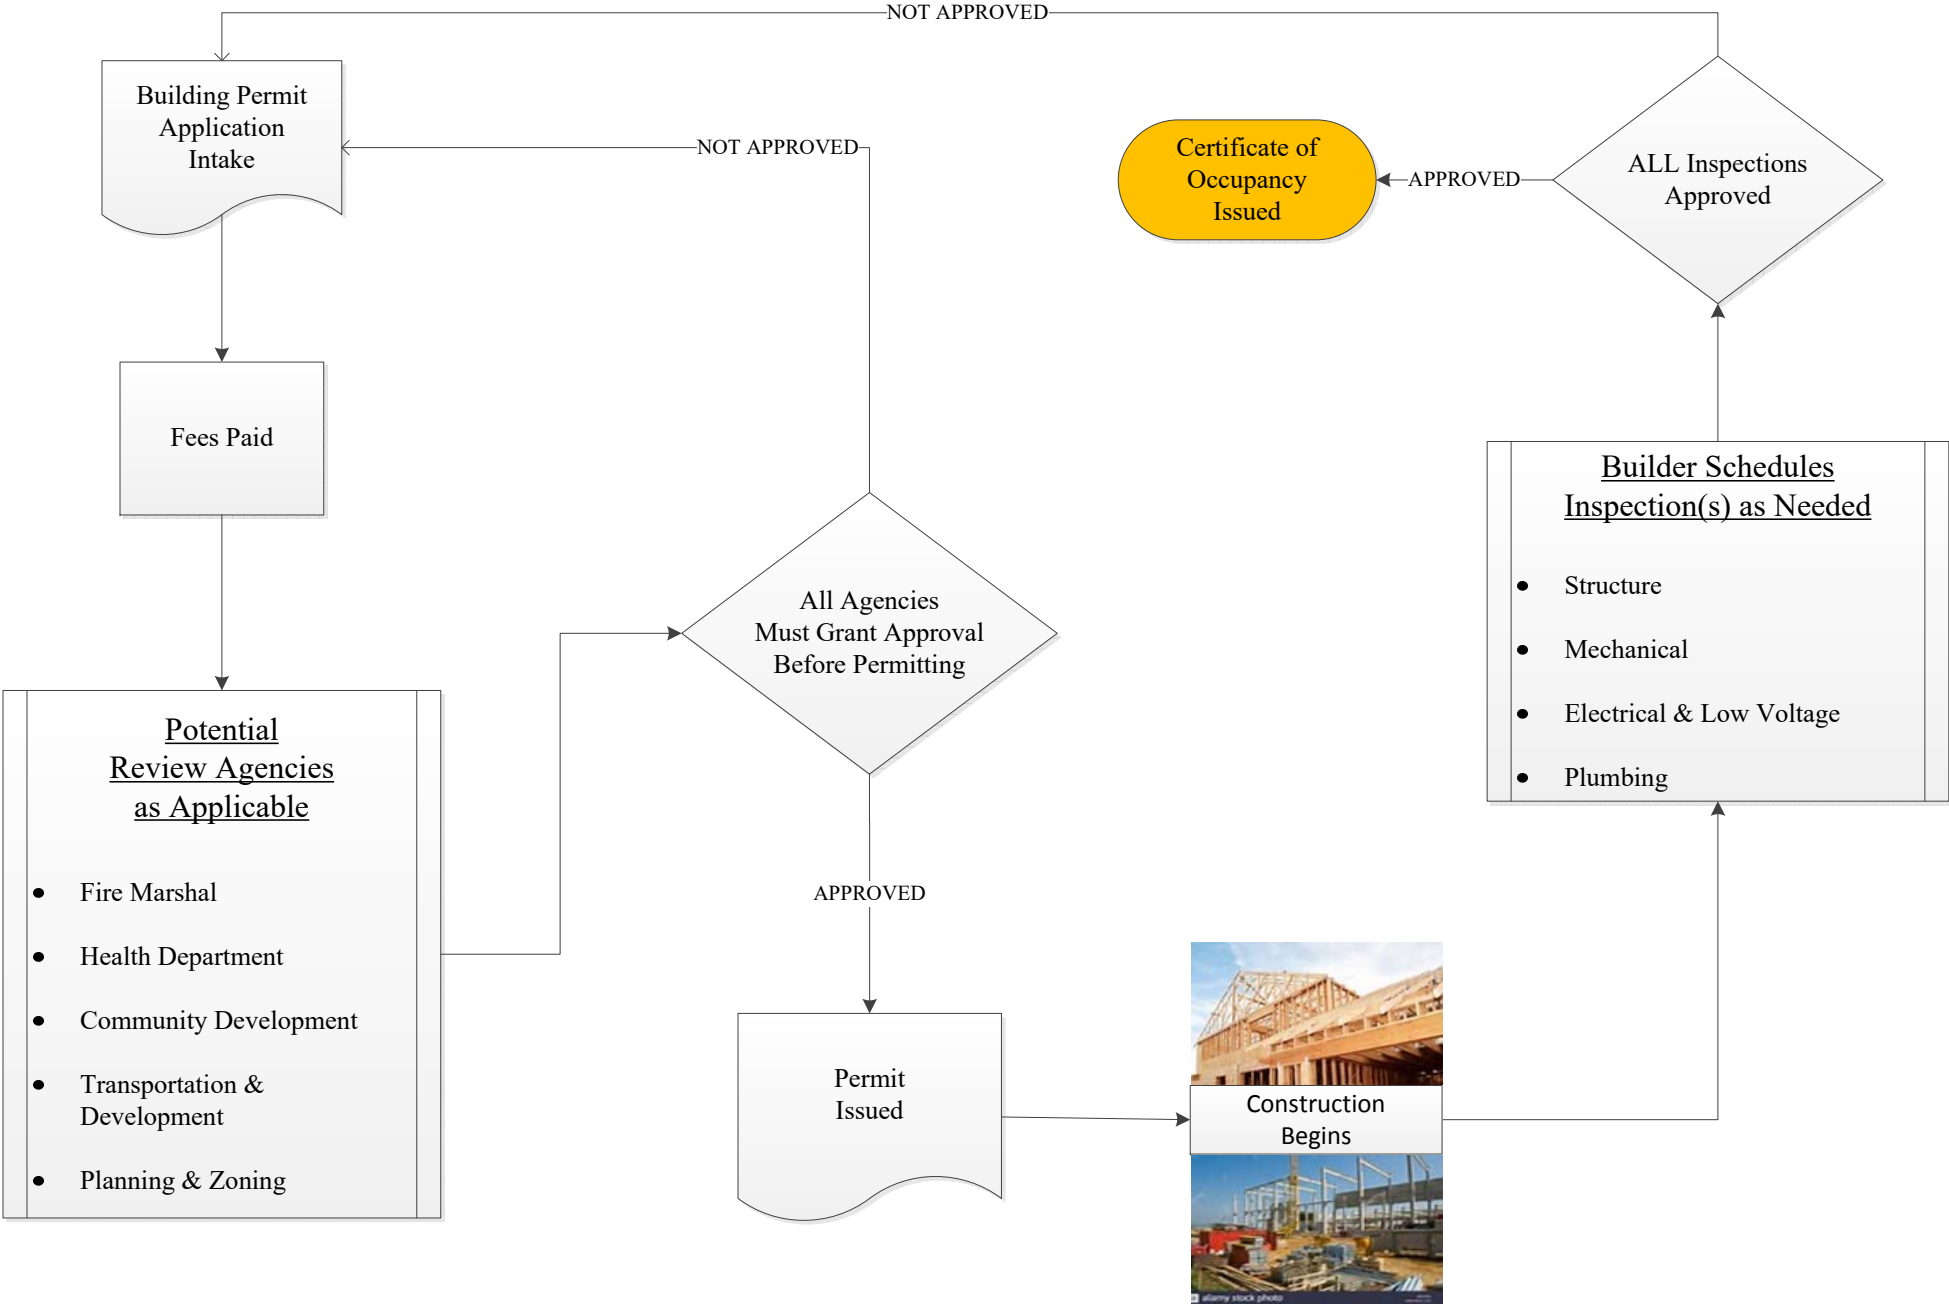 NOT APPROVED
Building Permit
Application
Intake
NOT APPROVED
Certificate of
Occupancy
Issued
APPROVED
ALL Inspections
Approved
Fees Paid
Builder Schedules
Inspection(s) as Needed
• Structure
• Mechanical
• Electrical & Low Voltage
• Plumbing
All Agencies
Must Grant Approval
Before Permitting
Potential
Review Agencies
as Applicable
• Fire Marshal
• Health Department
• Community Development
• Transportation &
Development
• Planning & Zoning
APPROVED
Permit
Issued
Construction
Begins
alamy stock photo